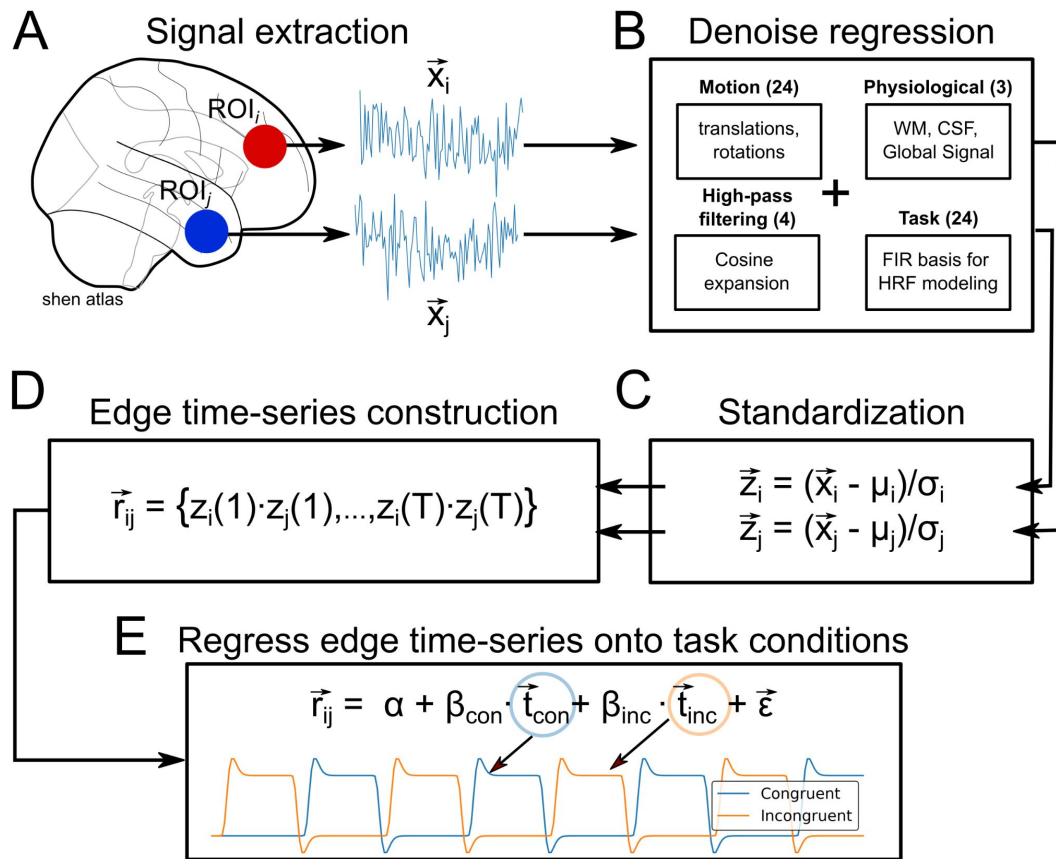 A
Signal extraction
ROIi
ROIj
shen atlas
x⃗i
x⃗j
B
Denoise regression
Motion (24)
translations,
rotations
Physiological (3)
WM, CSF,
Global Signal
+
High-pass
filtering (4)
Cosine
expansion
Task (24)
FIR basis for
HRF modeling
D
Edge time-series construction
r⃗ij = {zi(1)·zj(1),...,zi(T)·zj(T)}
C
Standardization
z⃗i = (x⃗i - μi)/σi
z⃗j = (x⃗j - μj)/σj
E
Regress edge time-series onto task conditions
r⃗ij = α + βcon · t⃗con + βinc · t⃗inc + ε⃗
Congruent
Incongruent